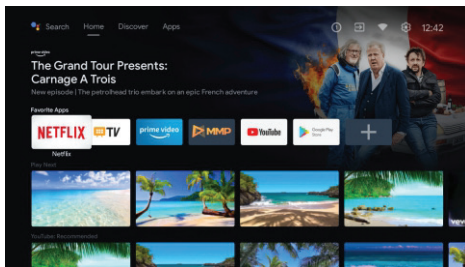 Search Home Discover Apps 12:42
prime video
The Grand Tour Presents:
Carnage A Trois
New episode | The petrolhead trio embark on an epic French adventure
Favorite Apps
NETFLIX TV prime video MMP YouTube Google Play Store
Netflix
Play Next
YouTube: Recommended